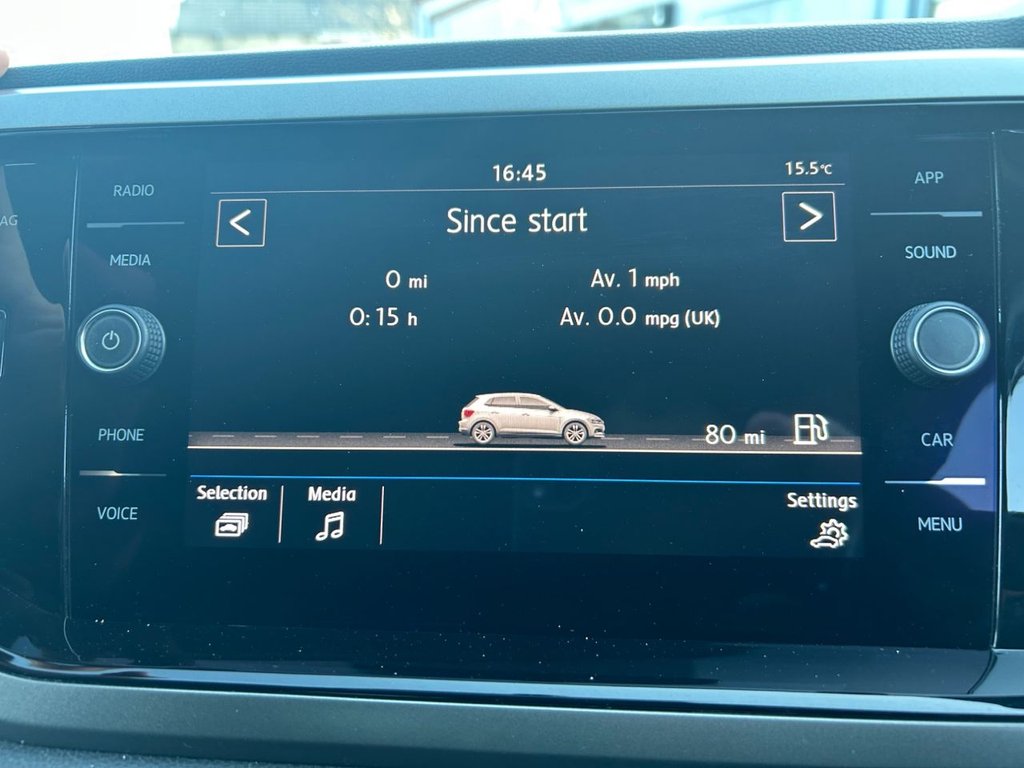 16:45
15.5°C
RADIO
MEDIA
PHONE
VOICE
<
Since start
>
0 mi
Av. 1 mph
0:15 h
Av. 0.0 mpg (UK)
80 mi
Selection
Media
Settings
APP
SOUND
CAR
MENU
AG